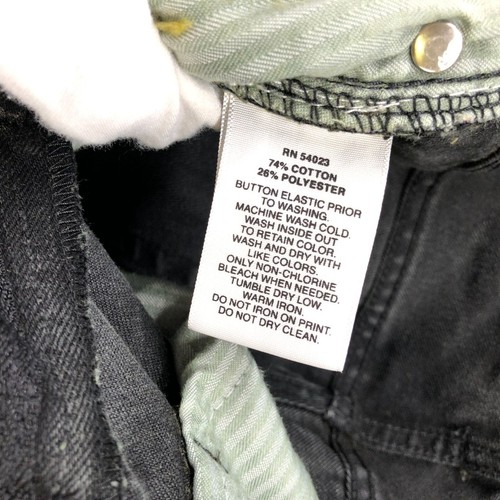 RN 54023
74% COTTON
26% POLYESTER
BUTTON ELASTIC PRIOR
TO WASHING.
MACHINE WASH COLD.
WASH INSIDE OUT
TO RETAIN COLOR.
WASH AND DRY WITH
LIKE COLORS.
ONLY NON-CHLORINE
BLEACH WHEN NEEDED.
TUMBLE DRY LOW.
WARM IRON.
DO NOT IRON ON PRINT.
DO NOT DRY CLEAN.